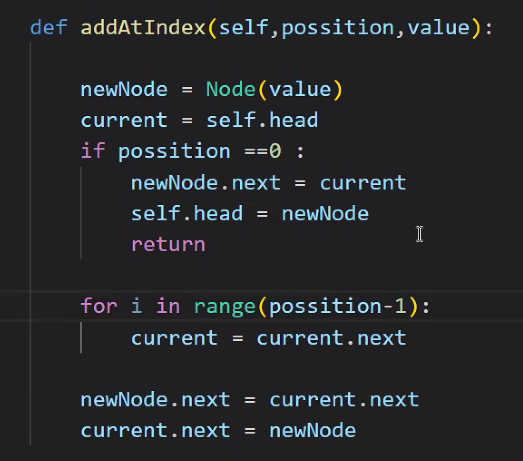 def addAtIndex(self,possition,value):
newNode = Node(value)
current = self.head
if possition ==0 :
newNode.next = current
self.head = newNode
return
for i in range(possition-1):
current = current.next
newNode.next = current.next
current.next = newNode